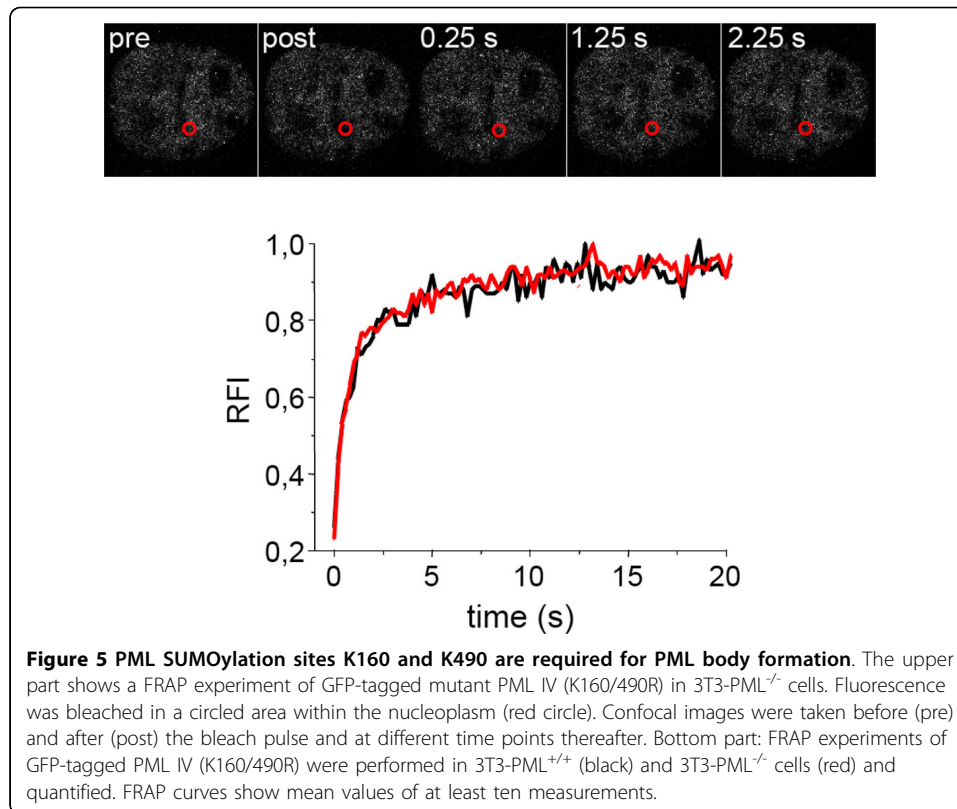 pre post 0.25 s 1.25 s 2.25 s
1,0
0,8
0,6
0,4
0,2
RFI
0 5 10 15 20
time (s)
Figure 5 PML SUMOylation sites K160 and K490 are required for PML body formation. The upper
part shows a FRAP experiment of GFP-tagged mutant PML IV (K160/490R) in 3T3-PML-/- cells. Fluorescence
was bleached in a circled area within the nucleoplasm (red circle). Confocal images were taken before (pre)
and after (post) the bleach pulse and at different time points thereafter. Bottom part: FRAP experiments of
GFP-tagged PML IV (K160/490R) were performed in 3T3-PML+/+ (black) and 3T3-PML-/- cells (red) and
quantified. FRAP curves show mean values of at least ten measurements.